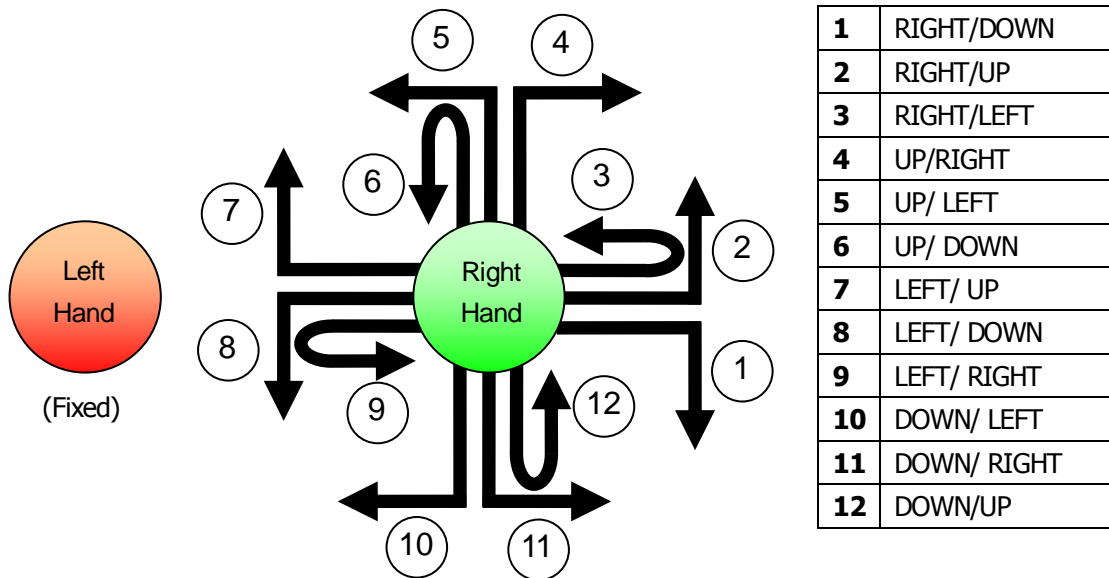 5
4
6
3
7
2
Left
Hand
(Fixed)
Right
Hand
8
1
9
12
10
11
1 RIGHT/DOWN
2 RIGHT/UP
3 RIGHT/LEFT
4 UP/RIGHT
5 UP/ LEFT
6 UP/ DOWN
7 LEFT/ UP
8 LEFT/ DOWN
9 LEFT/ RIGHT
10 DOWN/ LEFT
11 DOWN/ RIGHT
12 DOWN/UP